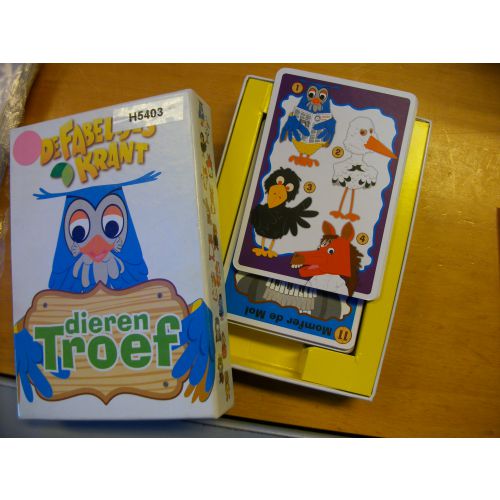 H5403
DE FABELTJES
KRANT
dieren
Troef
1
2
3
4
11 Momfer de Mol